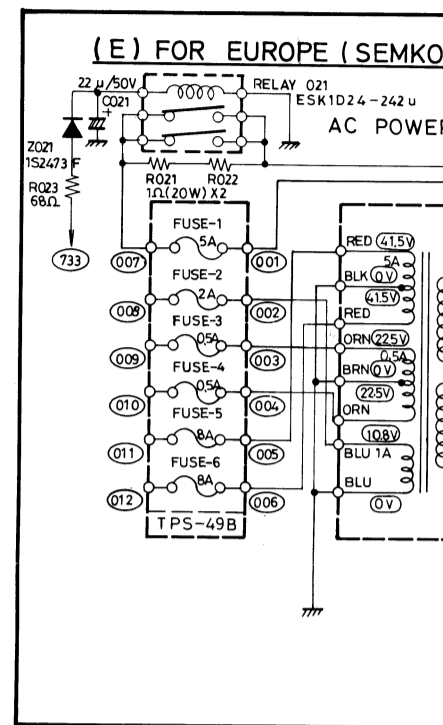 (E) FOR EUROPE (SEMKO
22 μ/50V
C021
+
RELAY 021
ESK1D24-242u
AC POWER
Z021
1S2473 F
R023
68Ω
R021 R022
1Ω(20W)X2
733
FUSE-1
5A
007 001
FUSE-2
2A
008 002
FUSE-3
0.5A
009 003
FUSE-4
0.5A
010 004
FUSE-5
8A
011 005
FUSE-6
8A
012 006
TPS-49B
RED 41.5V
5A
BLK 0V
41.5V
RED
ORN 22.5V
0.5A
BRN 0V
22.5V
ORN
10.8V
BLU 1A
BLU
0V